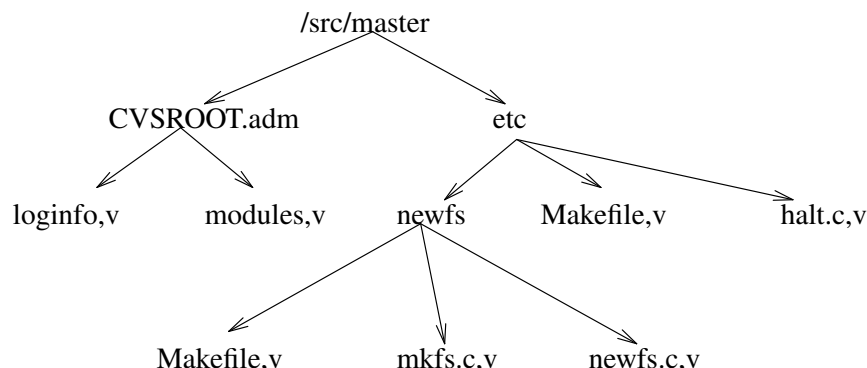 /src/master
CVSROOT.adm etc
loginfo,v modules,v newfs Makefile,v halt.c,v
Makefile,v mkfs.c,v newfs.c,v